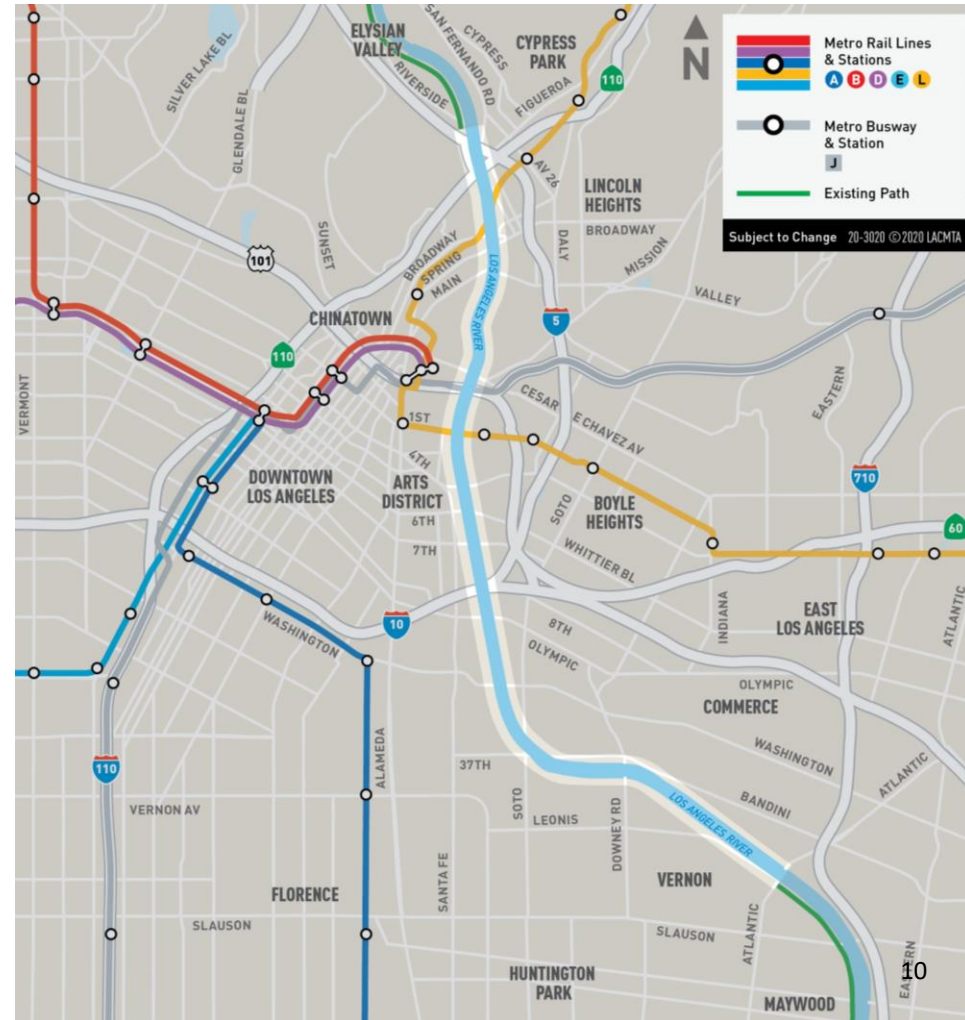 ELYSIAN
VALLEY
SAN FERNANDO RD
CYPRESS
CYPRESS
PARK
N
110
Metro Rail Lines
& Stations
A B D E L
Metro Busway
& Station
J
Existing Path
Subject to Change 20-3020 ©2020 LACMTA
SILVER LAKE BL
GLENDALE BL
RIVERSIDE
FIGUEROA
AV 26
LINCOLN
HEIGHTS
BROADWAY
DALY
MISSION
VALLEY
SUNSET
101
BROADWAY
SPRING
MAIN
LOS ANGELES RIVER
5
CHINATOWN
110
VERMONT
EASTERN
CESAR E CHAVEZ AV
1ST
4TH
DOWNTOWN
LOS ANGELES
ARTS
DISTRICT
6TH
7TH
SOTO
BOYLE
HEIGHTS
WHITTIER BL
710
60
WASHINGTON
10
8TH
OLYMPIC
INDIANA
EAST
LOS ANGELES
ATLANTIC
OLYMPIC
COMMERCE
WASHINGTON
ATLANTIC
110
ALAMEDA
37TH
SOTO
LEONIS
DOWNEY RD
LOS ANGELES RIVER
BANDINI
VERNON AV
SANTA FE
FLORENCE
VERNON
SLAUSON
SLAUSON
ATLANTIC
EASTERN
10
HUNTINGTON
PARK
MAYWOOD